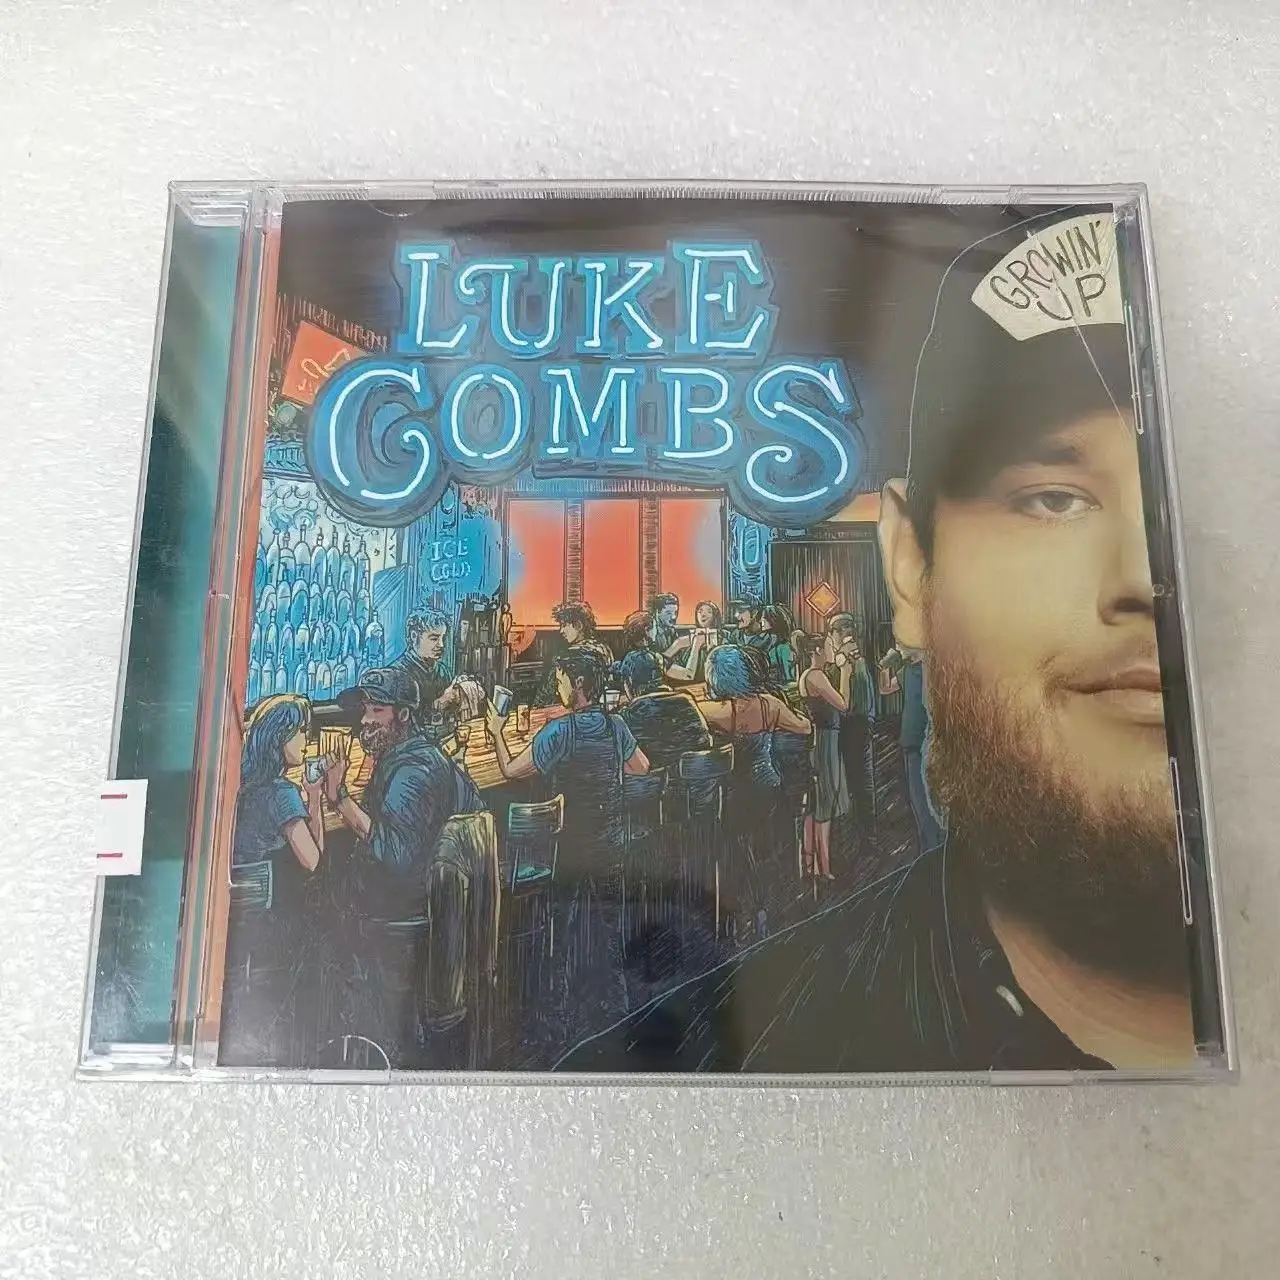 LUKE
COMBS
GROWIN'
UP
ICE
COLD